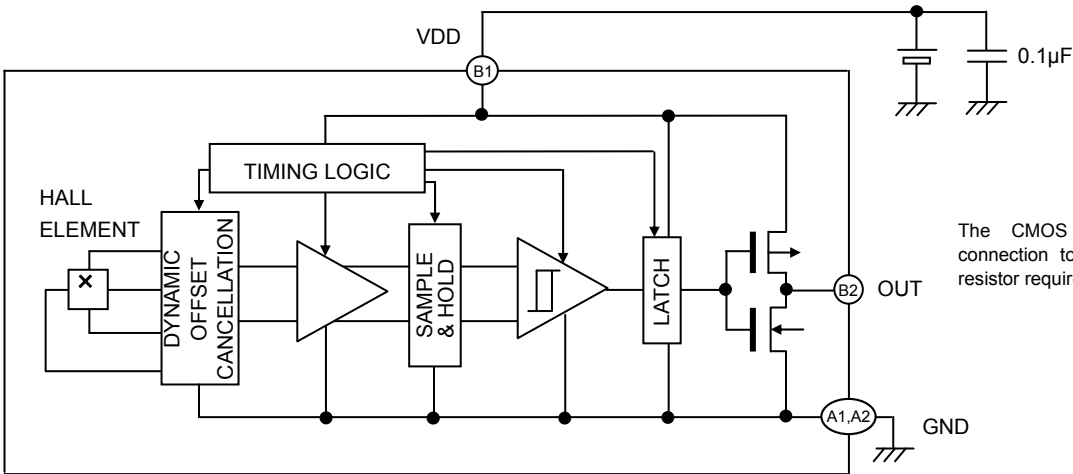 VDD
B1
0.1µF
TIMING LOGIC
HALL
ELEMENT
DYNAMIC
OFFSET
CANCELLATION
SAMPLE
& HOLD
LATCH
The CMOS
connection to
resistor requir
B2
OUT
A1,A2
GND